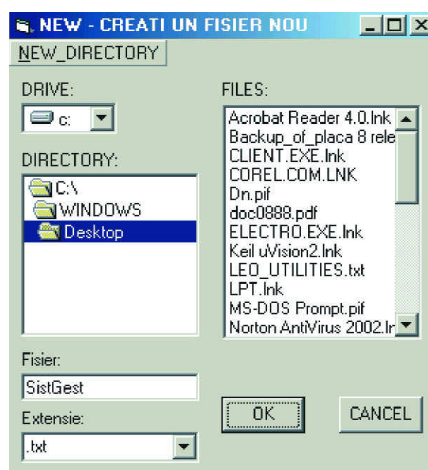 NEW - CREATI UN FISIER NOU
NEW_DIRECTORY
DRIVE:
c:
DIRECTORY:
C:\
WINDOWS
Desktop
FILES:
Acrobat Reader 4.0.lnk
Backup_of_placa 8 rele
CLIENT.EXE.lnk
COREL.COM.LNK
Dn.pif
doc0888.pdf
ELECTRO.EXE.lnk
Keil uVision2.lnk
LEO_UTILITIES.txt
LPT.lnk
MS-DOS Prompt.pif
Norton AntiVirus 2002.ln
Fisier:
SistGest
Extensie:
.txt
OK
CANCEL